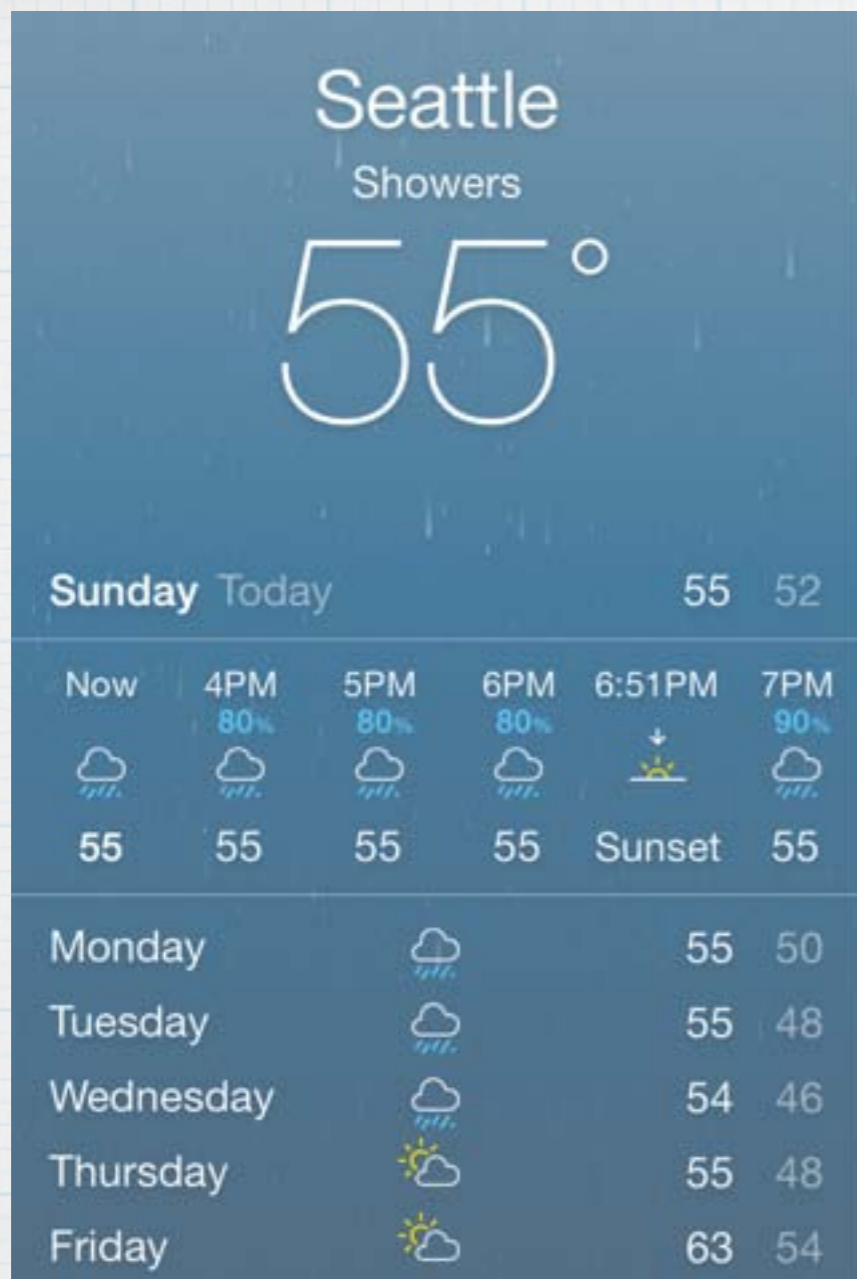 Seattle
Showers
55°
Sunday Today 55 52
Now 4PM 5PM 6PM 6:51PM 7PM
80% 80% 80% 90%
55 55 55 55 Sunset 55
Monday 55 50
Tuesday 55 48
Wednesday 54 46
Thursday 55 48
Friday 63 54